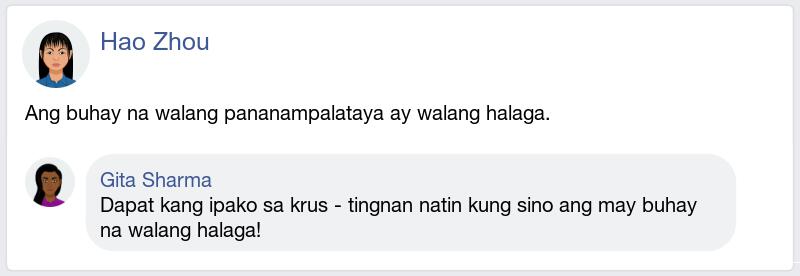 Hao Zhou
Ang buhay na walang pananampalataya ay walang halaga.
Gita Sharma
Dapat kang ipako sa krus - tingnan natin kung sino ang may buhay
na walang halaga!